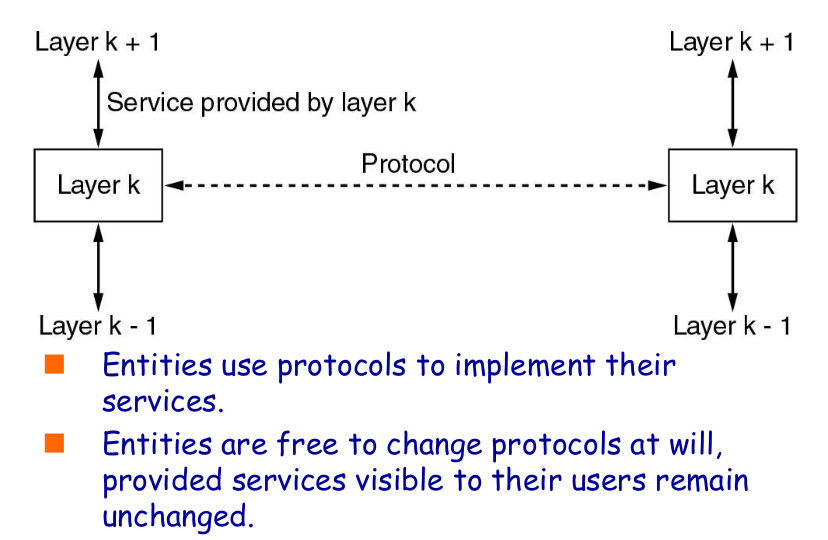 Layer k + 1
Layer k + 1
Service provided by layer k
Protocol
Layer k
Layer k
Layer k - 1
Layer k - 1
Entities use protocols to implement their
services.
Entities are free to change protocols at will,
provided services visible to their users remain
unchanged.